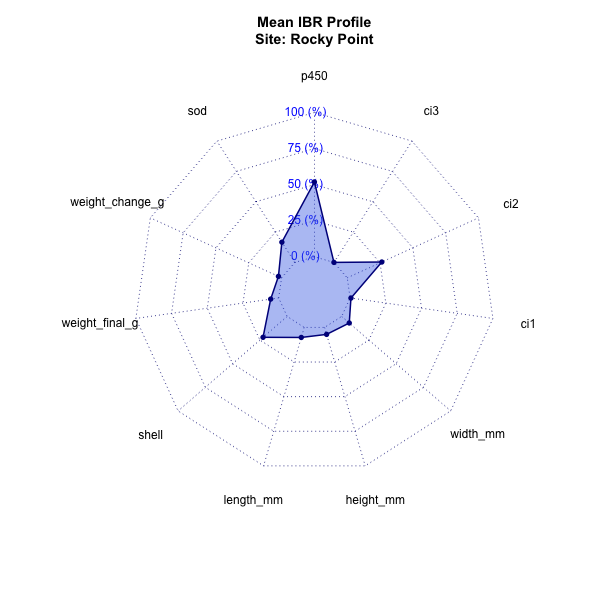 Mean IBR Profile
Site: Rocky Point
p450
sod
ci3
100 (%)
75 (%)
50 (%)
25 (%)
0 (%)
weight_change_g
ci2
weight_final_g
ci1
shell
width_mm
length_mm
height_mm